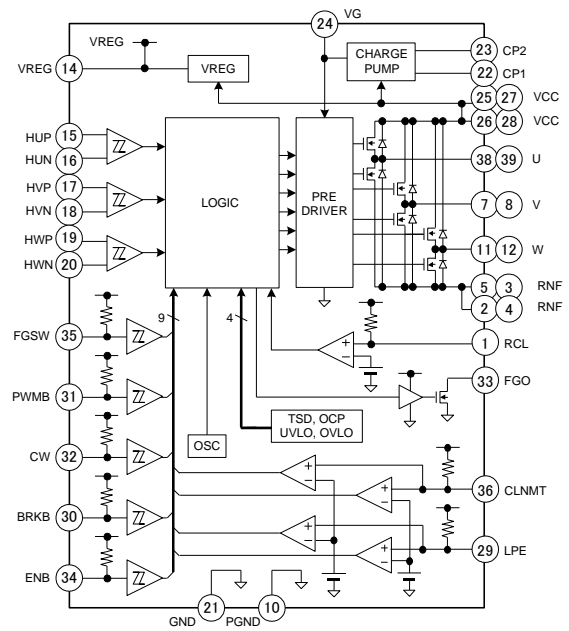 24 VG
VREG 14 VREG CHARGE PUMP 23 CP2
22 CP1
25 27 VCC
26 28 VCC
HUP 15
HUN 16
HVP 17
HVN 18
HWP 19
HWN 20
LOGIC
PRE DRIVER
38 39 U
7 8 V
11 12 W
5 3 RNF
2 4 RNF
9 4
1 RCL
FGSW 35
33 FGO
PWMB 31
TSD, OCP
UVLO, OVLO
OSC
CW 32
36 CLNMT
BRKB 30
29 LPE
ENB 34
GND 21 PGND 10
+
−
+
−
+
−
+
−
+
−